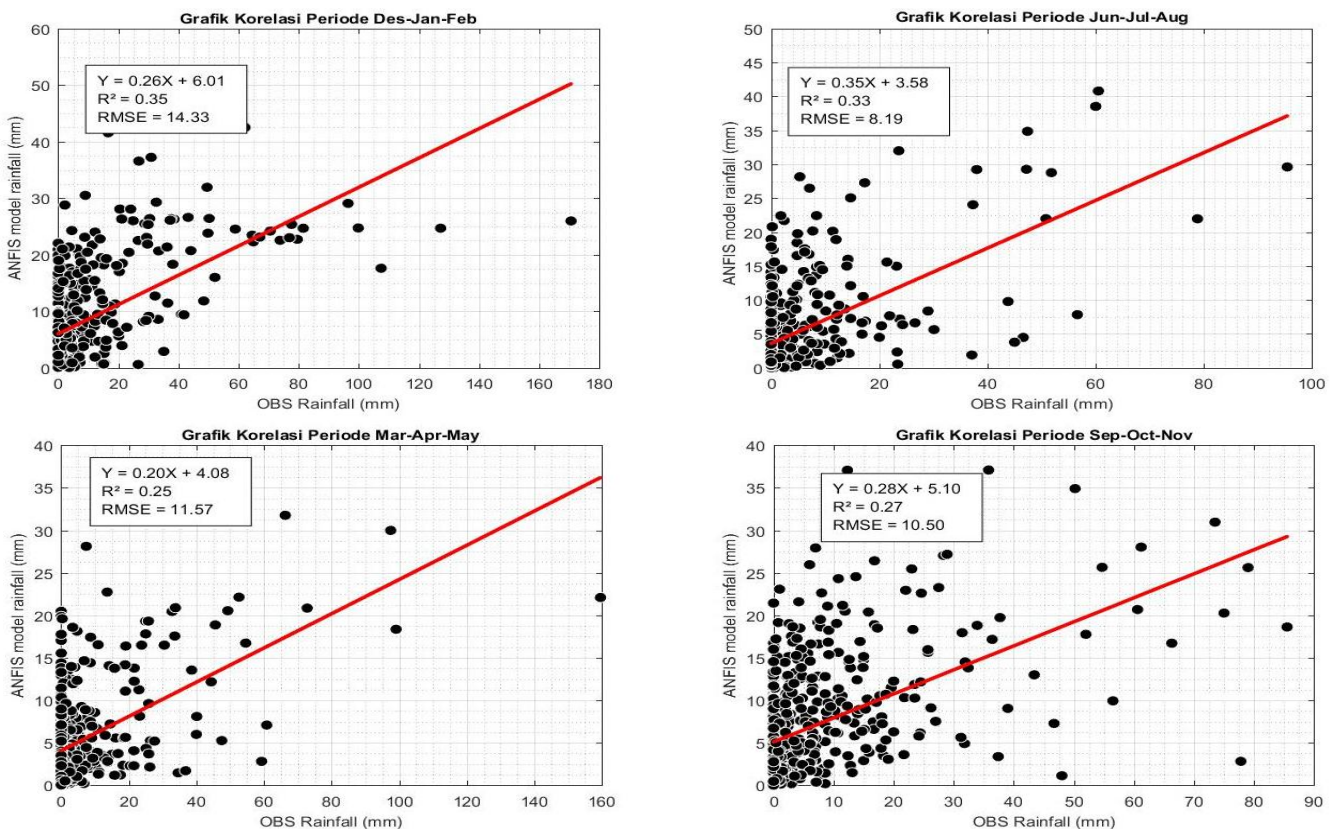 Grafik Korelasi Periode Des-Jan-Feb
60
50
40
30
20
10
0
ANFIS model rainfall (mm)
Y = 0.26X + 6.01
R² = 0.35
RMSE = 14.33
0 20 40 60 80 100 120 140 160 180
OBS Rainfall (mm)
Grafik Korelasi Periode Jun-Jul-Aug
50
45
40
35
30
25
20
15
10
5
0
ANFIS model rainfall (mm)
Y = 0.35X + 3.58
R² = 0.33
RMSE = 8.19
0 20 40 60 80 100
OBS Rainfall (mm)
Grafik Korelasi Periode Mar-Apr-May
40
35
30
25
20
15
10
5
0
ANFIS model rainfall (mm)
Y = 0.20X + 4.08
R² = 0.25
RMSE = 11.57
0 20 40 60 80 100 120 140 160
OBS Rainfall (mm)
Grafik Korelasi Periode Sep-Oct-Nov
40
35
30
25
20
15
10
5
0
ANFIS model rainfall (mm)
Y = 0.28X + 5.10
R² = 0.27
RMSE = 10.50
0 10 20 30 40 50 60 70 80 90
OBS Rainfall (mm)